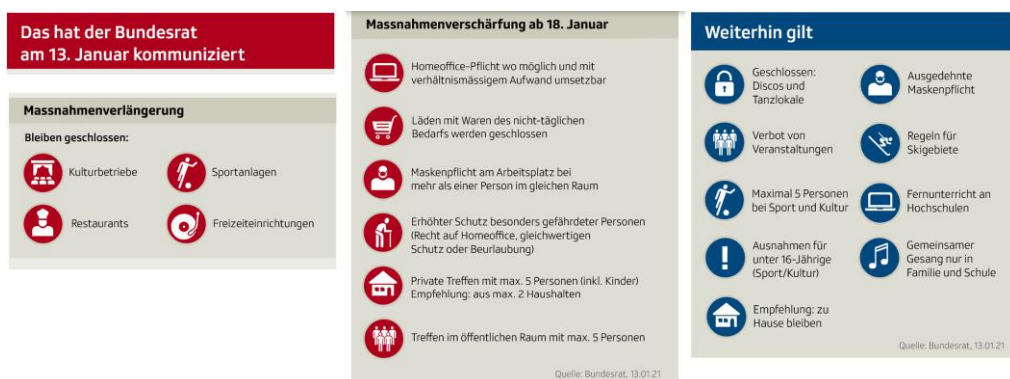 Das hat der Bundesrat
am 13. Januar kommuniziert
Massnahmenverlängerung
Bleiben geschlossen:
Kulturbetriebe
Sportanlagen
Restaurants
Freizeiteinrichtungen
Massnahmenverschärfung ab 18. Januar
Homeoffice-Pflicht wo möglich und mit
verhältnismässigem Aufwand umsetzbar
Läden mit Waren des nicht-täglichen
Bedarfs werden geschlossen
Maskenpflicht am Arbeitsplatz bei
mehr als einer Person im gleichen Raum
Erhöhter Schutz besonders gefährdeter Personen
(Recht auf Homeoffice, gleichwertigen
Schutz oder Beurlaubung)
Private Treffen mit max. 5 Personen (inkl. Kinder)
Empfehlung: aus max. 2 Haushalten
Treffen im öffentlichen Raum mit max. 5 Personen
Quelle: Bundesrat, 13.01.21
Weiterhin gilt
Geschlossen:
Discos und
Tanzlokale
Ausgedehnte
Maskenpflicht
Verbot von
Veranstaltungen
Regeln für
Skigebiete
Maximal 5 Personen
bei Sport und Kultur
Fernunterricht an
Hochschulen
Ausnahmen für
unter 16-Jährige
(Sport/Kultur)
Gemeinsamer
Gesang nur in
Familie und Schule
Empfehlung: zu
Hause bleiben
Quelle: Bundesrat, 13.01.21